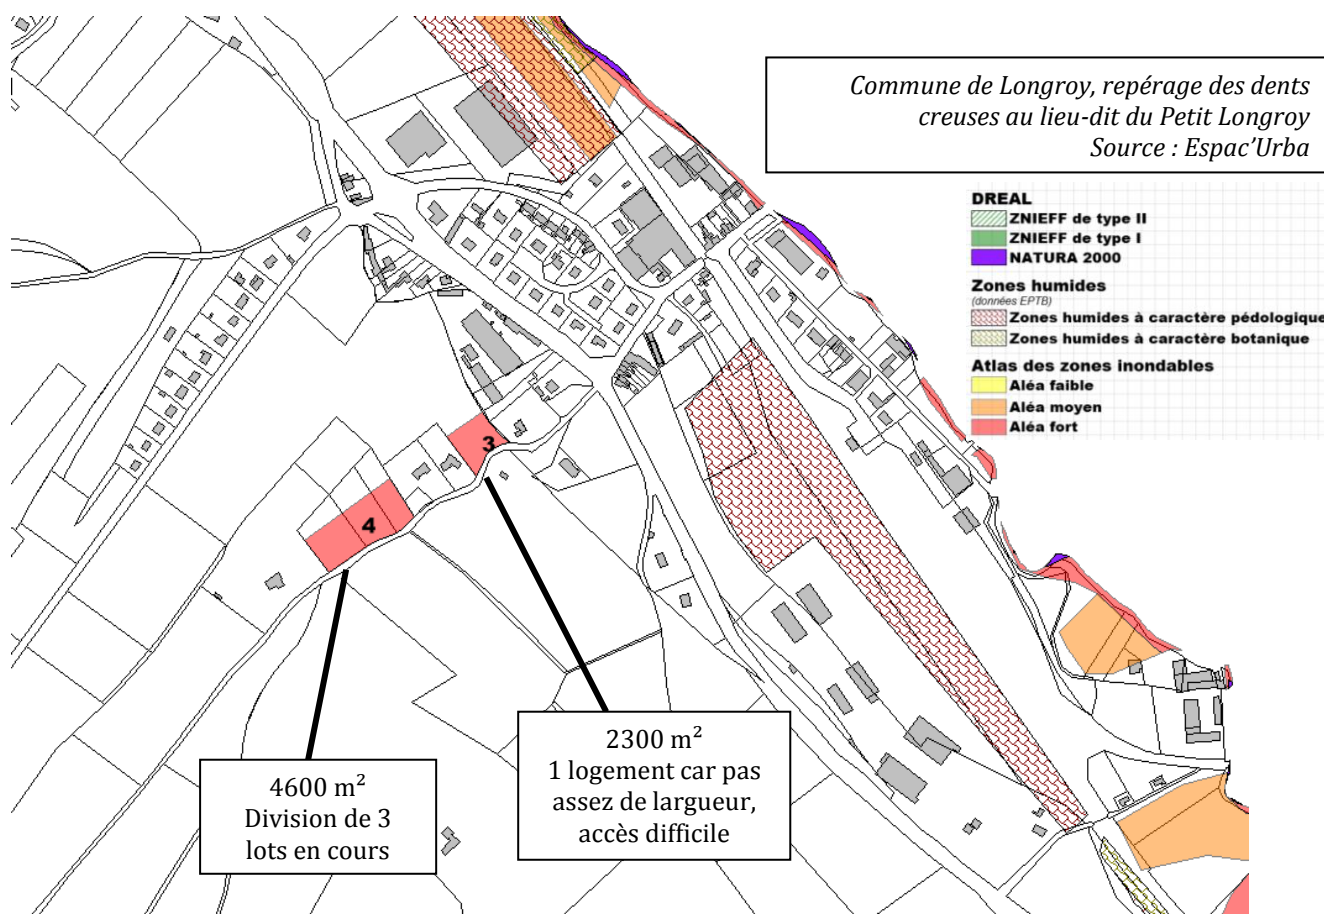 Commune de Longroy, repérage des dents
creuses au lieu-dit du Petit Longroy
Source : Espac’Urba
DREAL
ZNIEFF de type II
ZNIEFF de type I
NATURA 2000
Zones humides
(données EPTB)
Zones humides à caractère pédologique
Zones humides à caractère botanique
Atlas des zones inondables
Aléa faible
Aléa moyen
Aléa fort
3
4
2300 m²
1 logement car pas
assez de largueur,
accès difficile
4600 m²
Division de 3
lots en cours